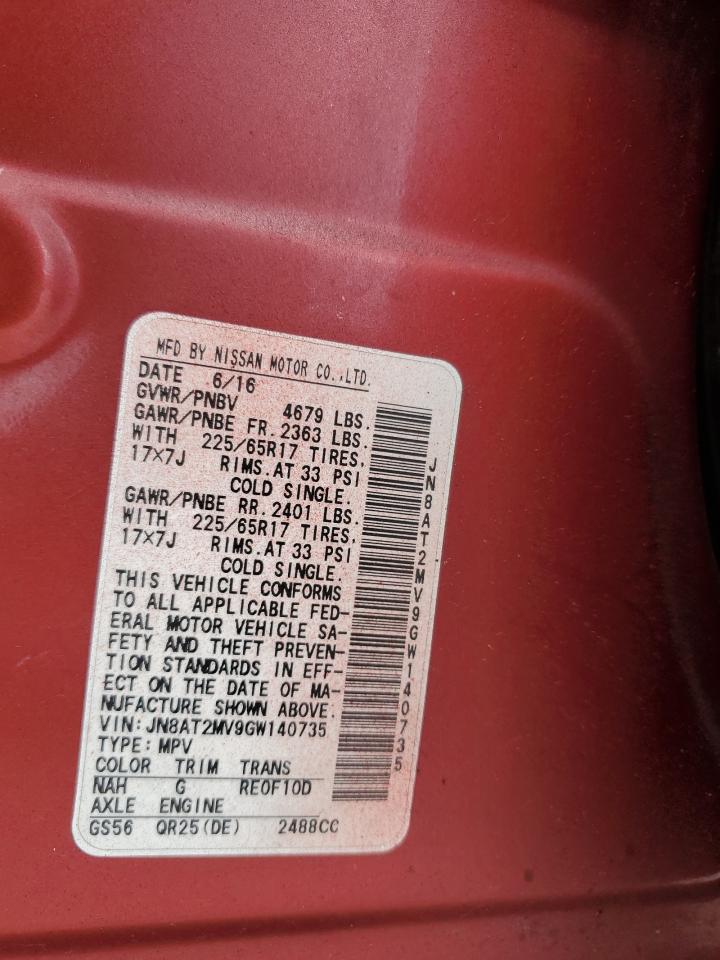 MFD BY NISSAN MOTOR CO.,LTD.
DATE 6/16
GVWR/PNBV 4679 LBS.
GAWR/PNBE FR. 2363 LBS.
WITH 225/65R17 TIRES,
17×7J RIMS. AT 33 PSI
COLD SINGLE.
GAWR/PNBE RR. 2401 LBS.
WITH 225/65R17 TIRES,
17×7J RIMS. AT 33 PSI
COLD SINGLE.
THIS VEHICLE CONFORMS
TO ALL APPLICABLE FED-
ERAL MOTOR VEHICLE SA-
FETY AND THEFT PREVEN-
TION STANDARDS IN EFF-
ECT ON THE DATE OF MA-
NUFACTURE SHOWN ABOVE.
VIN: JN8AT2MV9GW140735
TYPE: MPV
COLOR TRIM TRANS
NAH G RE0F10D
AXLE ENGINE
GS56 QR25(DE) 2488CC
JN8AT2MV9GW140735